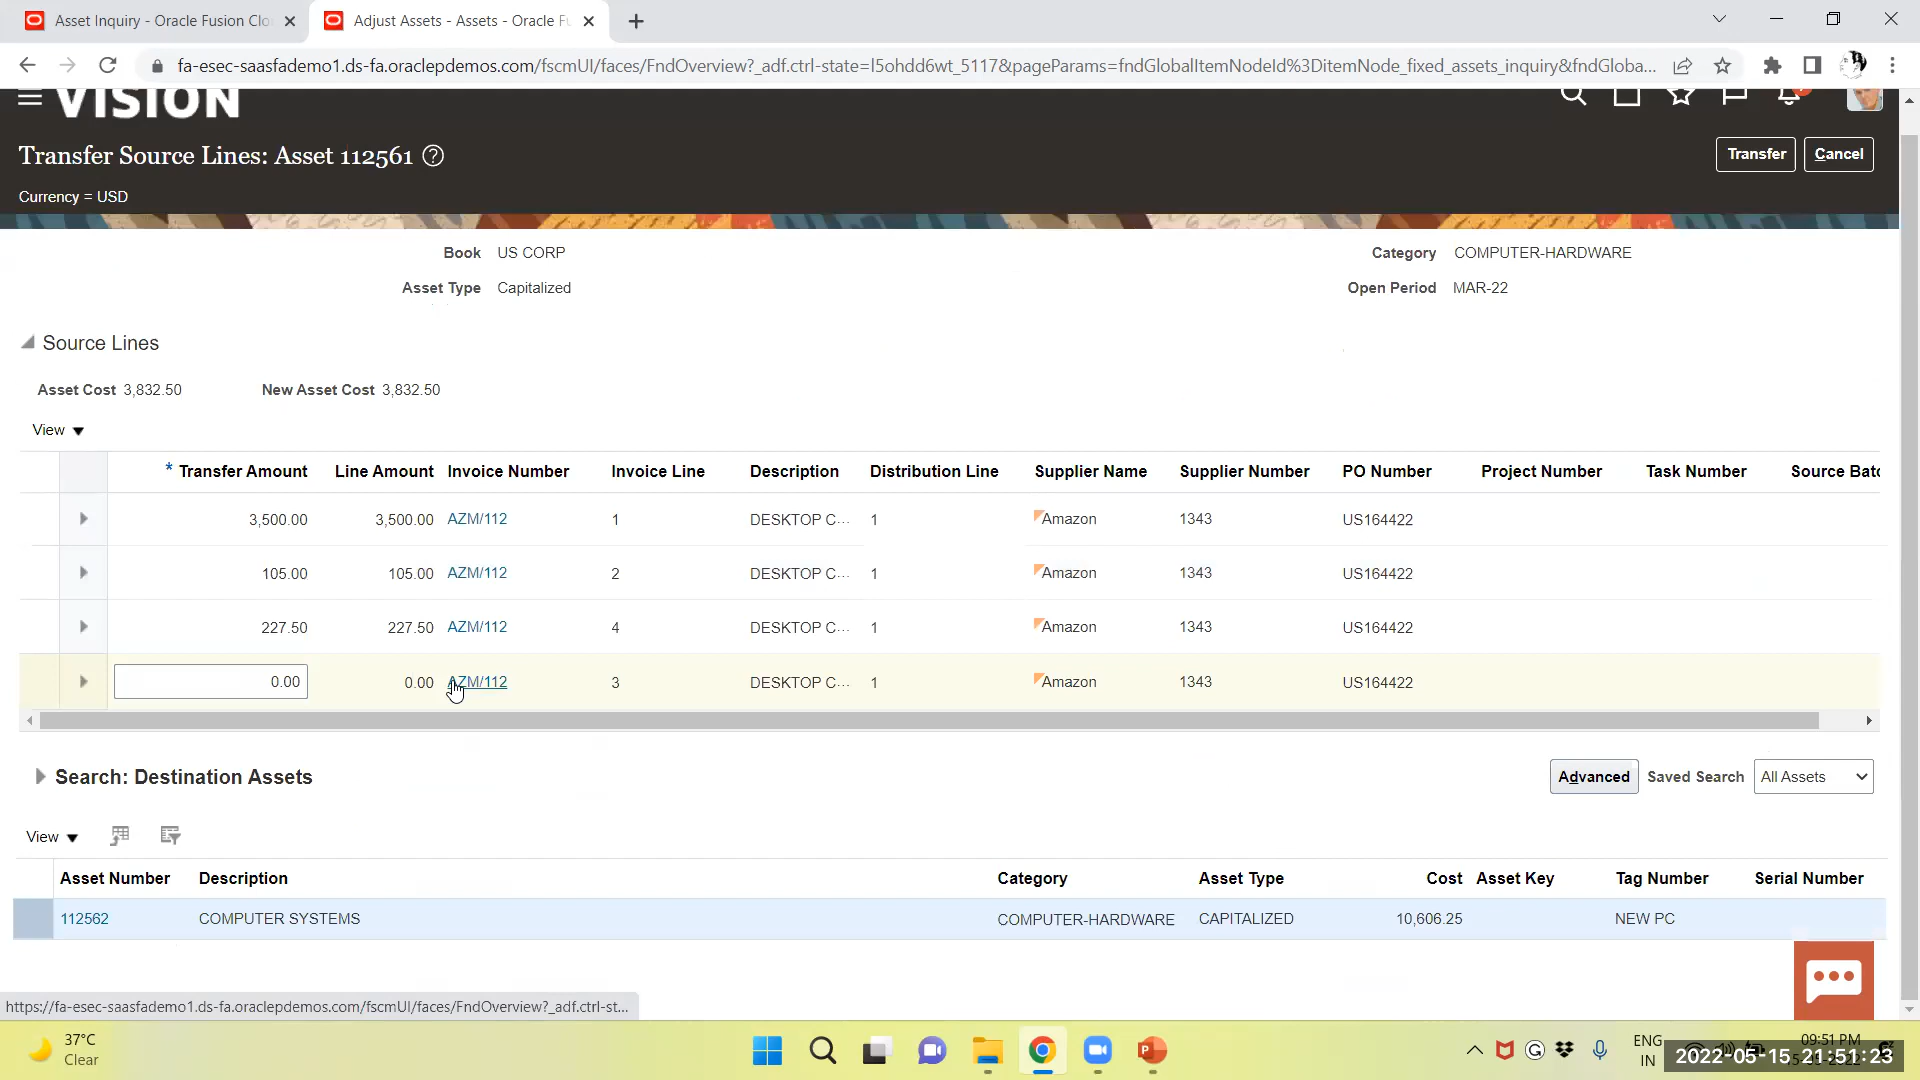 Asset Inquiry - Oracle Fusion Clo
Adjust Assets - Assets - Oracle Fu
fa-esec-saasfademo1.ds-fa.oraclepdemos.com/fscmUI/faces/FndOverview?_adf.ctrl-state=l5ohdd6wt_5117&pageParams=fndGlobalItemNodeId%3DitemNode_fixed_assets_inquiry&fndGloba...
VISION
Transfer Source Lines: Asset 112561 ?
Transfer Cancel
Currency = USD
Book US CORP Category COMPUTER-HARDWARE
Asset Type Capitalized Open Period MAR-22
Source Lines
Asset Cost 3,832.50 New Asset Cost 3,832.50
View
* Transfer Amount Line Amount Invoice Number Invoice Line Description Distribution Line Supplier Name Supplier Number PO Number Project Number Task Number Source Batc
3,500.00 3,500.00 AZM/112 1 DESKTOP C... 1 Amazon 1343 US164422
105.00 105.00 AZM/112 2 DESKTOP C... 1 Amazon 1343 US164422
227.50 227.50 AZM/112 4 DESKTOP C... 1 Amazon 1343 US164422
0.00 0.00 AZM/112 3 DESKTOP C... 1 Amazon 1343 US164422
Search: Destination Assets Advanced Saved Search All Assets
View
Asset Number Description Category Asset Type Cost Asset Key Tag Number Serial Number
112562 COMPUTER SYSTEMS COMPUTER-HARDWARE CAPITALIZED 10,606.25 NEW PC
https://fa-esec-saasfademo1.ds-fa.oraclepdemos.com/fscmUI/faces/FndOverview?_adf.ctrl-st...
37°C
Clear
ENG
IN
09:51 PM
2022-05-15 21:51:23